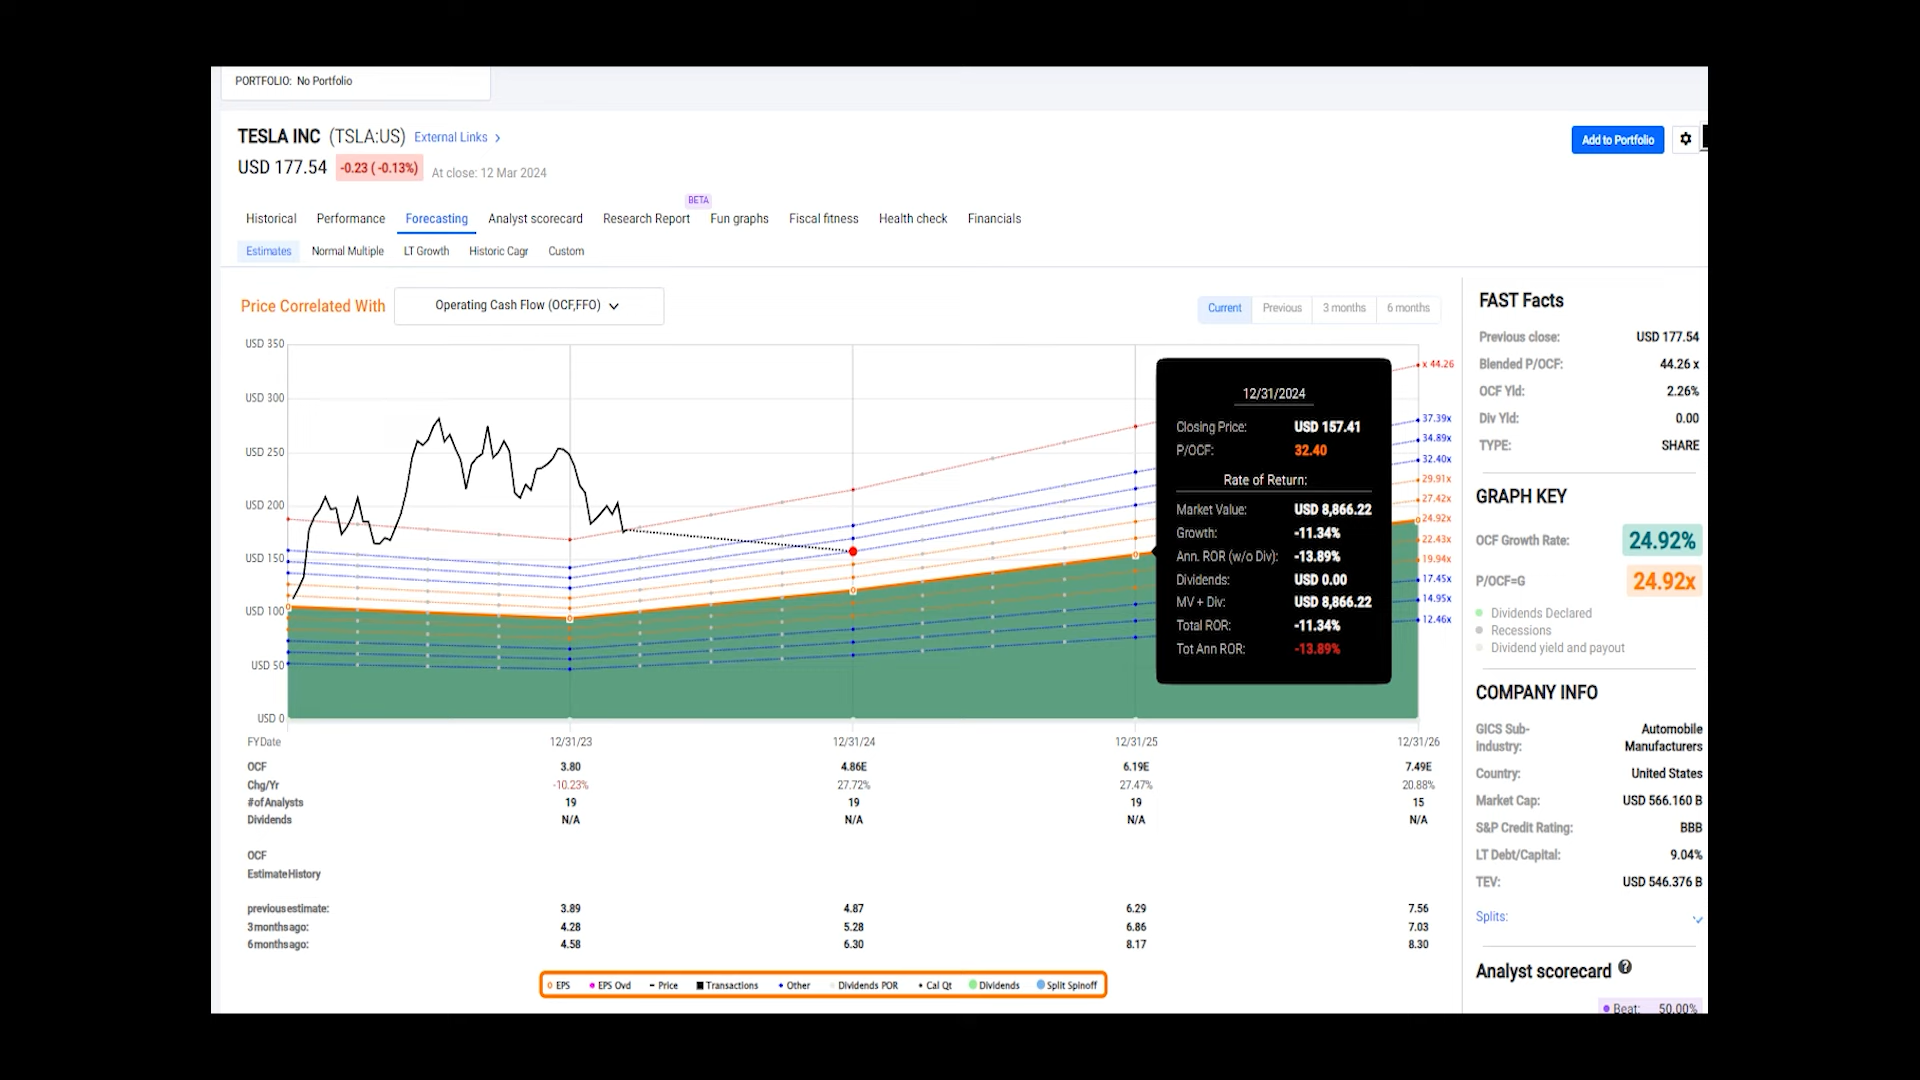 PORTFOLIO: No Portfolio
TESLA INC (TSLA:US) External Links >
Add to Portfolio
USD 177.54 -0.23 ( -0.13%) At close: 12 Mar 2024
BETA
Historical Performance Forecasting Analyst scorecard Research Report Fun graphs Fiscal fitness Health check Financials
Estimates Normal Multiple LT Growth Historic Cagr Custom
Price Correlated With Operating Cash Flow (OCF,FFO)
Current Previous 3 months 6 months
USD 350
USD 300
USD 250
USD 200
USD 150
USD 100
USD 50
USD 0
x 44.26
37.39x
34.89x
32.40x
29.91x
27.42x
24.92x
22.43x
19.94x
17.45x
14.95x
12.46x
12/31/2024
Closing Price: USD 157.41
P/OCF: 32.40
Rate of Return:
Market Value: USD 8,866.22
Growth: -11.34%
Ann. ROR (w/o Div): -13.89%
Dividends: USD 0.00
MV + Div: USD 8,866.22
Total ROR: -11.34%
Tot Ann ROR: -13.89%
FYDate 12/31/23 12/31/24 12/31/25 12/31/26
OCF 3.80 4.86E 6.19E 7.49E
Chg/Yr -10.23% 27.72% 27.47% 20.88%
#ofAnalysts 19 19 19 15
Dividends N/A N/A N/A N/A
OCF
EstimateHistory
previousestimate: 3.89 4.87 6.29 7.56
3monthsago: 4.28 5.28 6.86 7.03
6monthsago: 4.58 6.30 8.17 8.30
EPS EPS Ovd Price Transactions Other Dividends POR Cal Qt Dividends Split Spinoff
FAST Facts
Previous close: USD 177.54
Blended P/OCF: 44.26 x
OCF Yld: 2.26%
Div Yld: 0.00
TYPE: SHARE
GRAPH KEY
OCF Growth Rate: 24.92%
P/OCF=G 24.92x
Dividends Declared
Recessions
Dividend yield and payout
COMPANY INFO
GICS Sub- Automobile
industry: Manufacturers
Country: United States
Market Cap: USD 566.160 B
S&P Credit Rating: BBB
LT Debt/Capital: 9.04%
TEV: USD 546.376 B
Splits:
Analyst scorecard ?
Beat: 50.00%